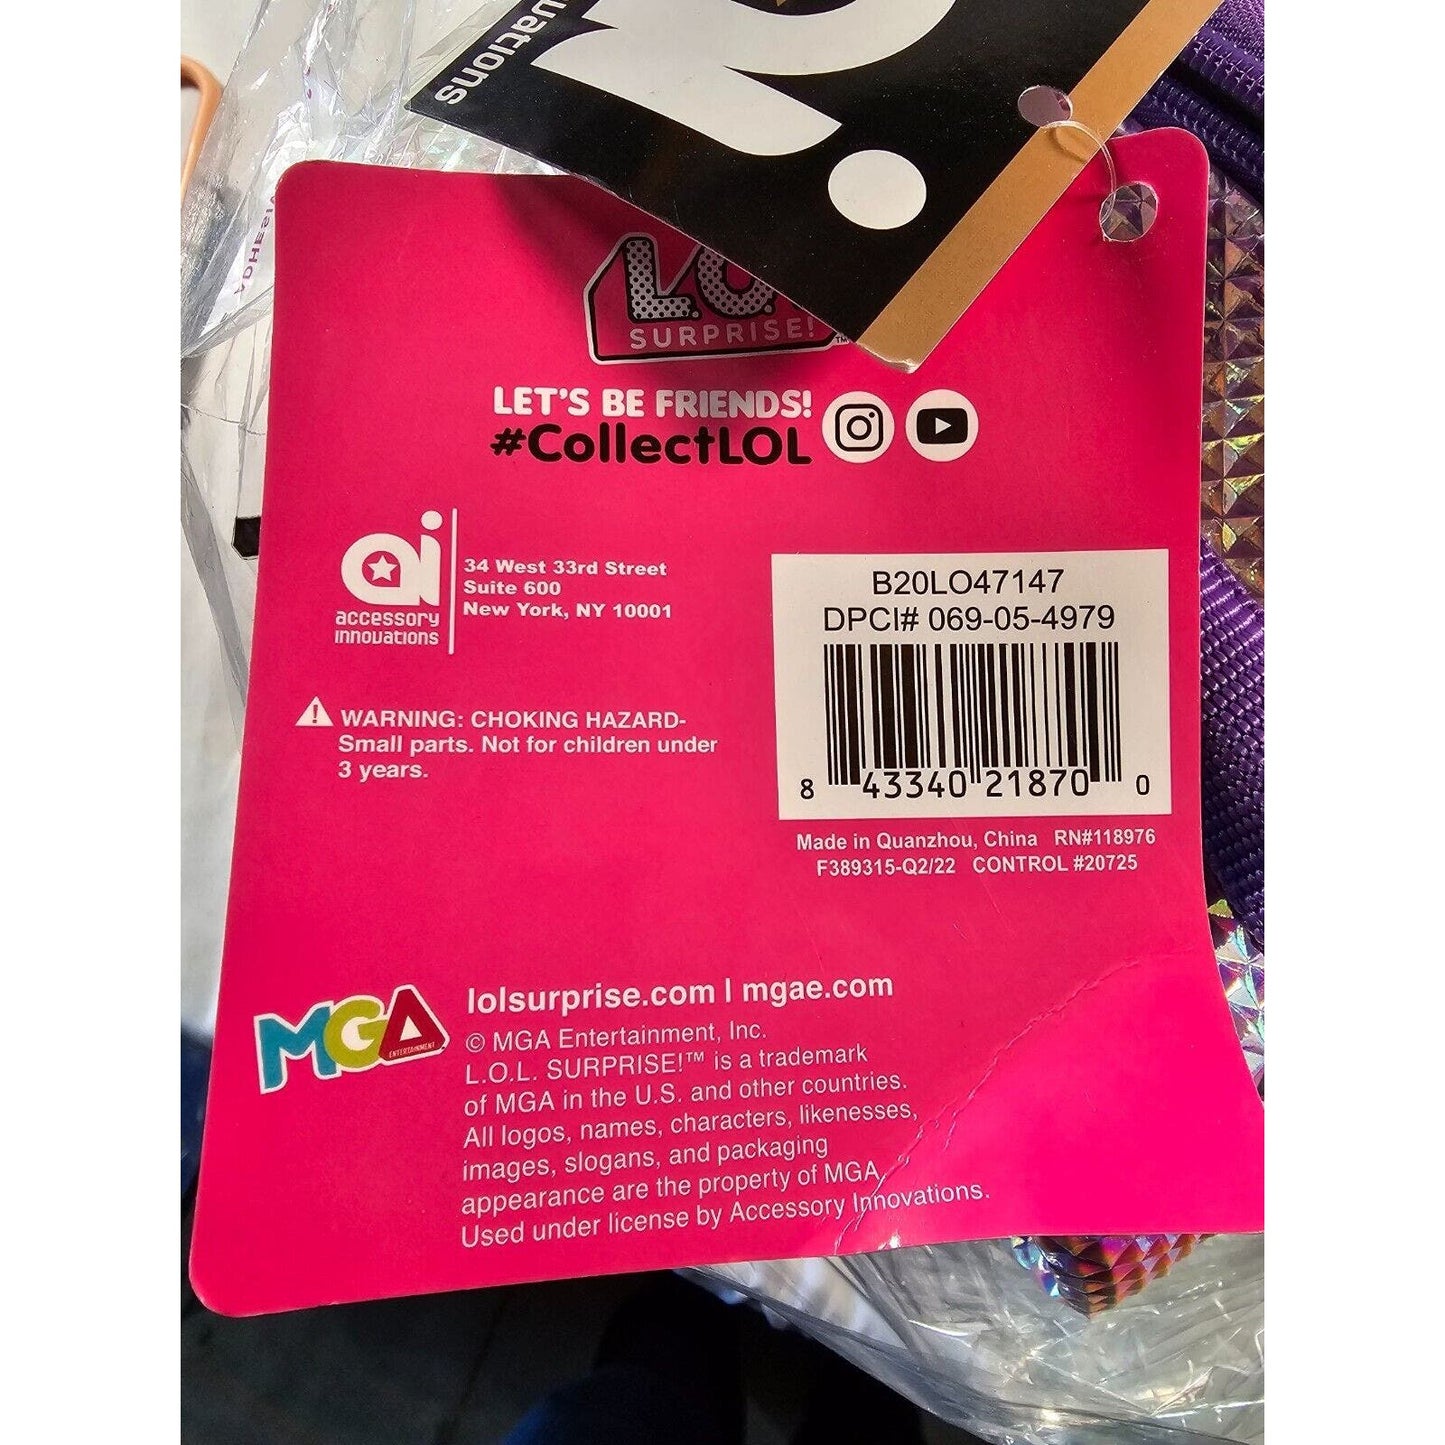 L.O.
SURPRISE!
TM
LET'S BE FRIENDS!
#CollectLOL
ai
accessory
innovations
34 West 33rd Street
Suite 600
New York, NY 10001
B20LO47147
DPCI# 069-05-4979
8 43340 21870 0
WARNING: CHOKING HAZARD-
Small parts. Not for children under
3 years.
Made in Quanzhou, China RN#118976
F389315-Q2/22 CONTROL #20725
MGA
ENTERTAINMENT
lolsurprise.com | mgae.com
© MGA Entertainment, Inc.
L.O.L. SURPRISE!™ is a trademark
of MGA in the U.S. and other countries.
All logos, names, characters, likenesses,
images, slogans, and packaging
appearance are the property of MGA.
Used under license by Accessory Innovations.